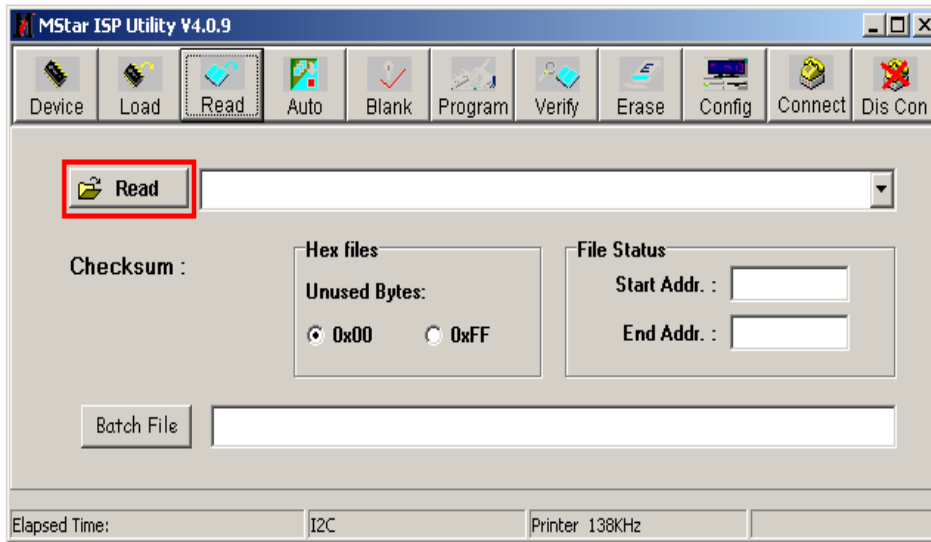 MStar ISP Utility V4.0.9
Device Load Read Auto Blank Program Verify Erase Config Connect Dis Con
Read
Checksum :
Hex files
Unused Bytes:
0x00 0xFF
File Status
Start Addr. :
End Addr. :
Batch File
Elapsed Time: I2C Printer 138KHz